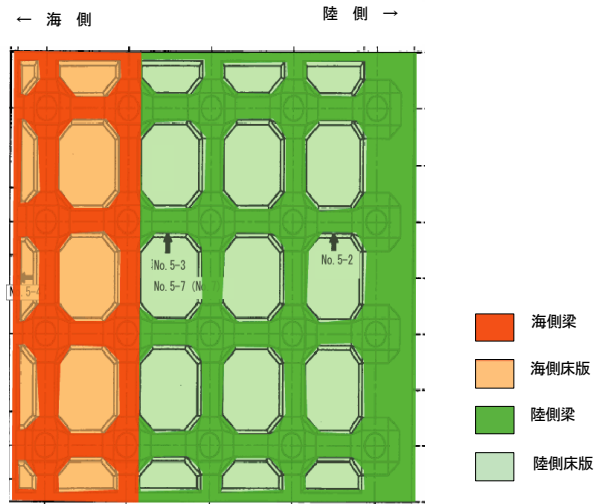 ← 海 側
陸 側 →
No. 5-3
No. 5-2
No. 5-7 (No
海側梁
海側床版
陸側梁
陸側床版